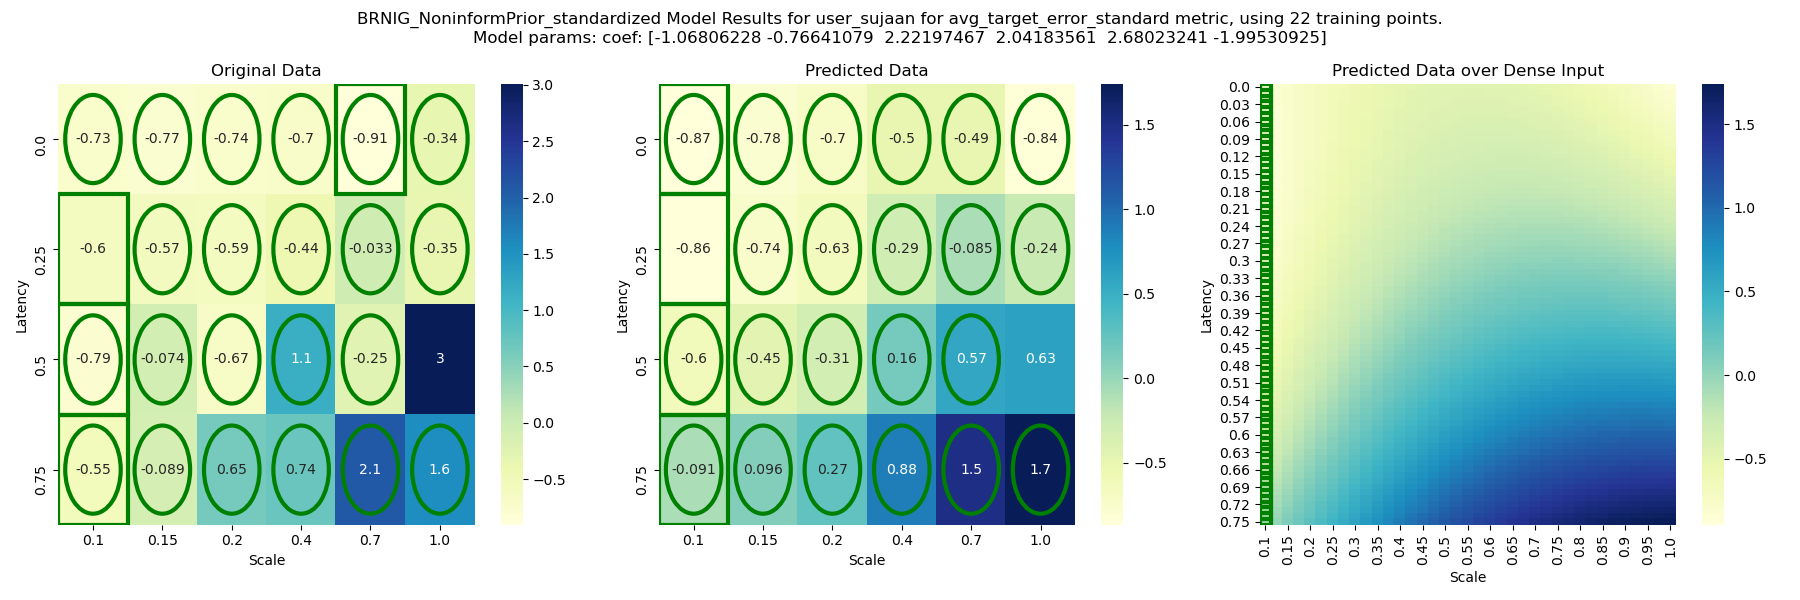 BRNIG_NoninformPrior_standardized Model Results for user_sujaan for avg_target_error_standard metric, using 22 training points.
Model params: coef: [-1.06806228 -0.76641079  2.22197467  2.04183561  2.68023241 -1.99530925]
Original Data
Latency
0.0
0.25
0.5
0.75
-0.73 -0.77 -0.74 -0.7 -0.91 -0.34
-0.6 -0.57 -0.59 -0.44 -0.033 -0.35
-0.79 -0.074 -0.67 1.1 -0.25 3
-0.55 -0.089 0.65 0.74 2.1 1.6
0.1 0.15 0.2 0.4 0.7 1.0
Scale
3.0
2.5
2.0
1.5
1.0
0.5
0.0
−0.5
Predicted Data
Latency
0.0
0.25
0.5
0.75
-0.87 -0.78 -0.7 -0.5 -0.49 -0.84
-0.86 -0.74 -0.63 -0.29 -0.085 -0.24
-0.6 -0.45 -0.31 0.16 0.57 0.63
-0.091 0.096 0.27 0.88 1.5 1.7
0.1 0.15 0.2 0.4 0.7 1.0
Scale
1.5
1.0
0.5
0.0
−0.5
Predicted Data over Dense Input
Latency
0.0
0.03
0.06
0.09
0.12
0.15
0.18
0.21
0.24
0.27
0.3
0.33
0.36
0.39
0.42
0.45
0.48
0.51
0.54
0.57
0.6
0.63
0.66
0.69
0.72
0.75
0.1 0.15 0.2 0.25 0.3 0.35 0.4 0.45 0.5 0.55 0.6 0.65 0.7 0.75 0.8 0.85 0.9 0.95 1.0
Scale
1.5
1.0
0.5
0.0
−0.5